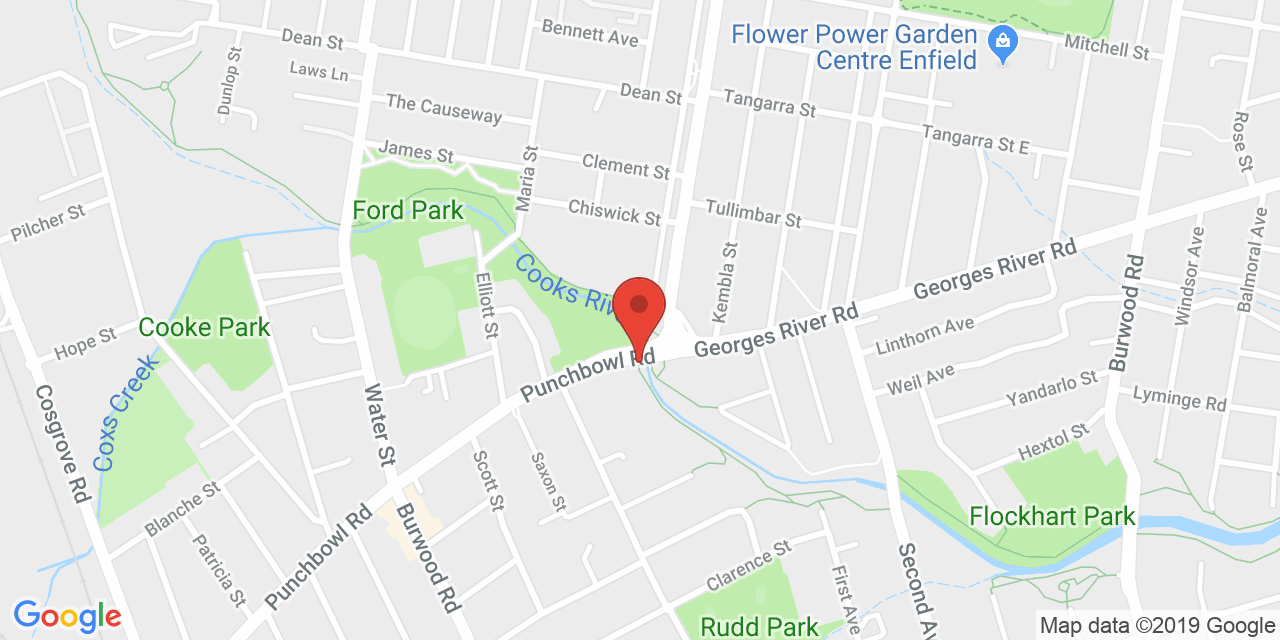 Bennett Ave
Flower Power Garden
Centre Enfield
Mitchell St
Dean St
Laws Ln
Dunlop St
The Causeway
Dean St
Tangarra St
Tangarra St E
Rose St
James St
Clement St
Maria St
Ford Park
Chiswick St
Tullimbar St
Pilcher St
Georges River Rd
Windsor Ave
Balmoral Ave
Cooks Riv
Elliott St
Kembla St
Burwood Rd
Cooke Park
Hope St
Georges River Rd
Linthorn Ave
Punchbowl Rd
Weil Ave
Yandarlo St
Lyminge Rd
Coxs Creek
Cosgrove Rd
Water St
Hextol St
Scott St
Saxon St
Blanche St
Punchbowl Rd
Burwood Rd
Flockhart Park
Patricia St
Clarence St
First Ave
Second Av
Rudd Park
Google
Map data ©2019 Google